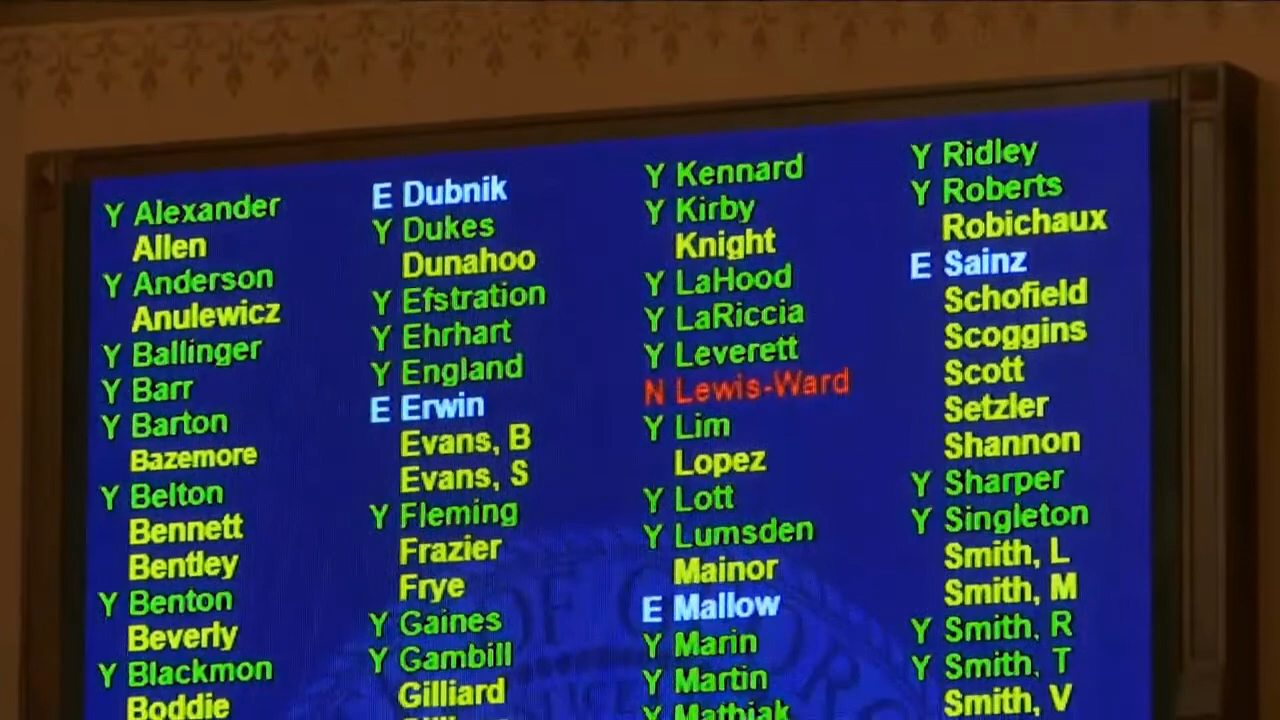 Y Alexander
Allen
Y Anderson
Anulewicz
Y Ballinger
Y Barr
Y Barton
Bazemore
Y Belton
Bennett
Bentley
Y Benton
Beverly
Y Blackmon
Boddie
E Dubnik
Y Dukes
Dunahoo
Y Efstration
Y Ehrhart
Y England
E Erwin
Evans, B
Evans, S
Y Fleming
Frazier
Frye
Y Gaines
Y Gambill
Gilliard
Y Kennard
Y Kirby
Knight
Y LaHood
Y LaRiccia
Y Leverett
N Lewis-Ward
Y Lim
Lopez
Y Lott
Y Lumsden
Mainor
E Mallow
Y Marin
Y Martin
Y Mathiak
Y Ridley
Y Roberts
Robichaux
E Sainz
Schofield
Scoggins
Scott
Setzler
Shannon
Y Sharper
Y Singleton
Smith, L
Smith, M
Y Smith, R
Y Smith, T
Smith, V